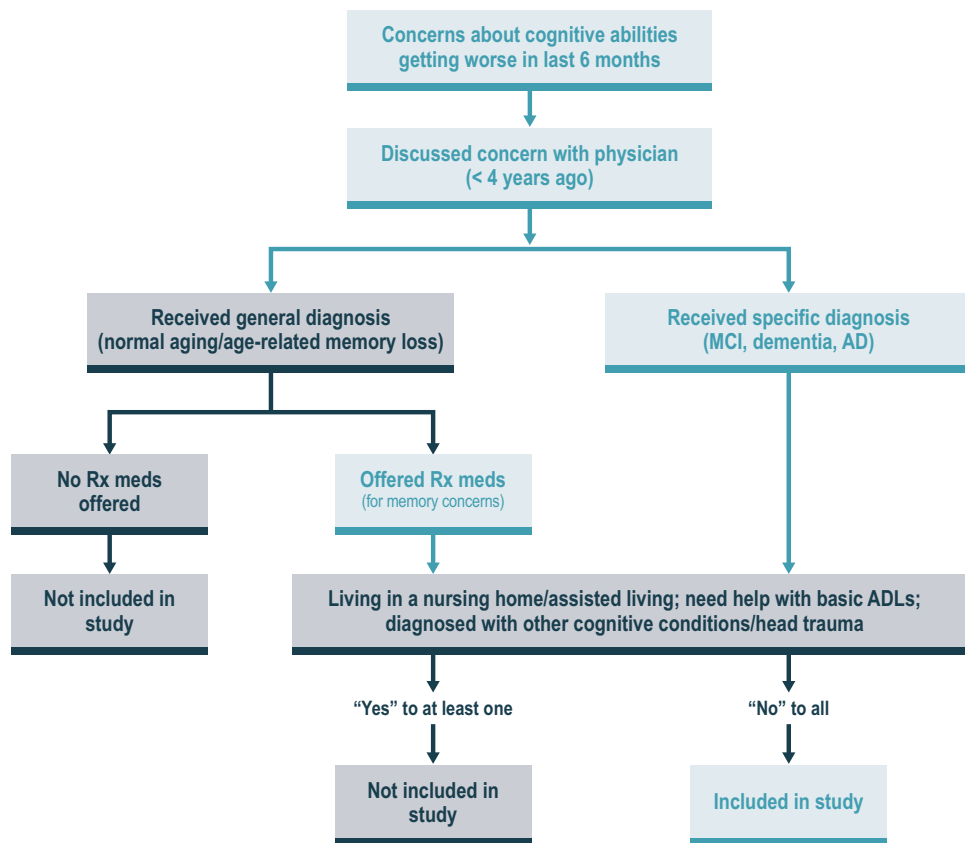 Concerns about cognitive abilities
getting worse in last 6 months
Discussed concern with physician
(< 4 years ago)
Received general diagnosis
(normal aging/age-related memory loss)
Received specific diagnosis
(MCI, dementia, AD)
No Rx meds
offered
Offered Rx meds
(for memory concerns)
Not included in
study
Living in a nursing home/assisted living; need help with basic ADLs;
diagnosed with other cognitive conditions/head trauma
“Yes” to at least one
“No” to all
Not included in
study
Included in study